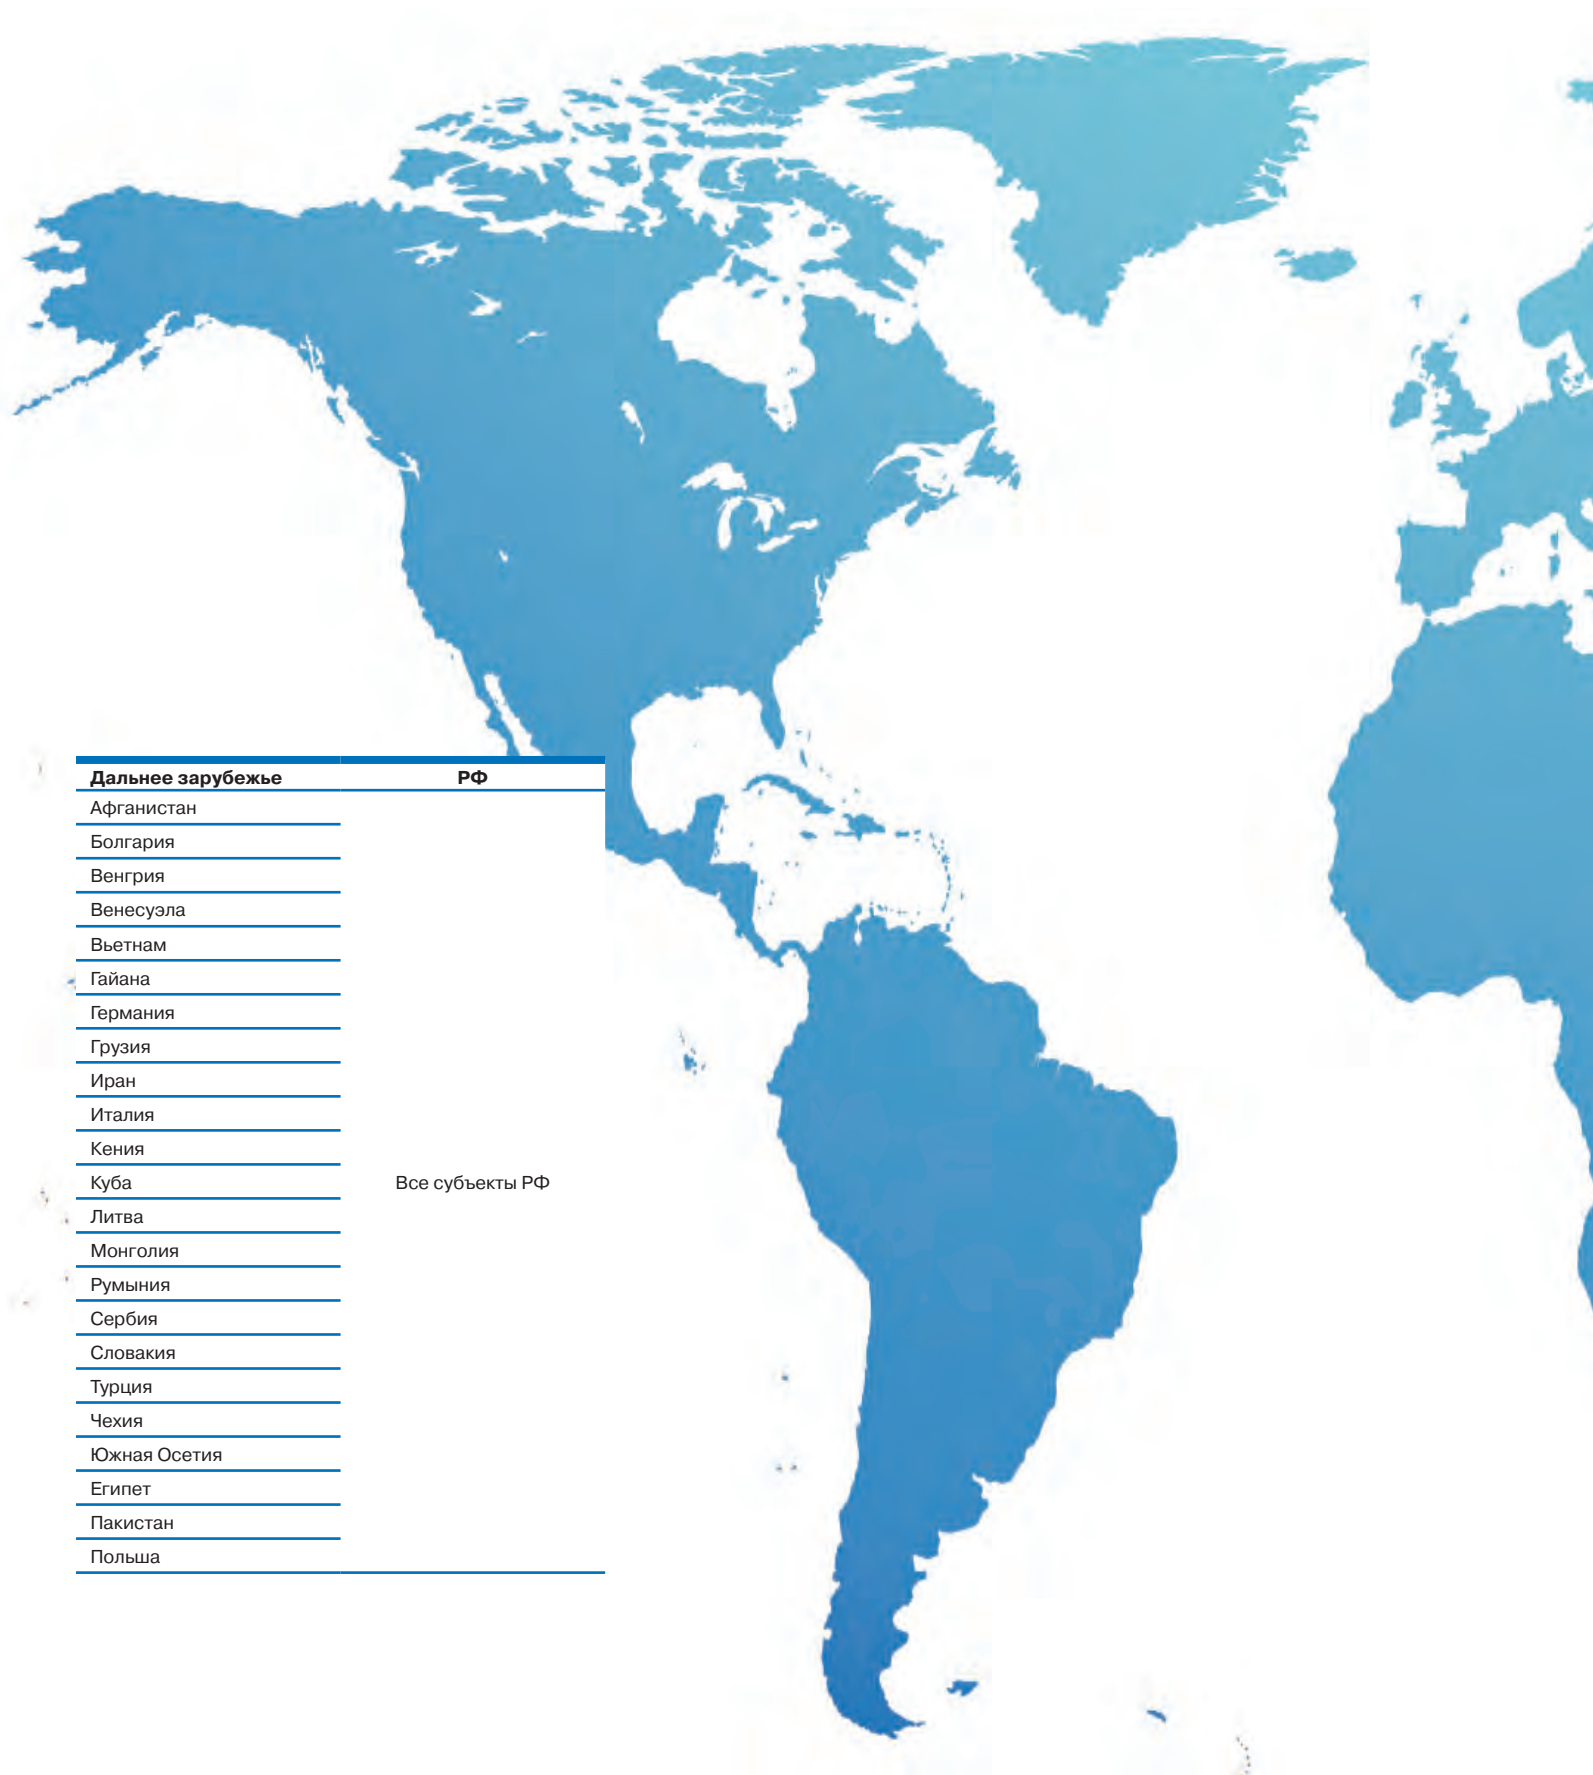 Дальнее зарубежье РФ
Афганистан
Болгария
Венгрия
Венесуэла
Вьетнам
Гайана
Германия
Грузия
Иран
Италия
Кения
Куба Все субъекты РФ
Литва
Монголия
Румыния
Сербия
Словакия
Турция
Чехия
Южная Осетия
Египет
Пакистан
Польша